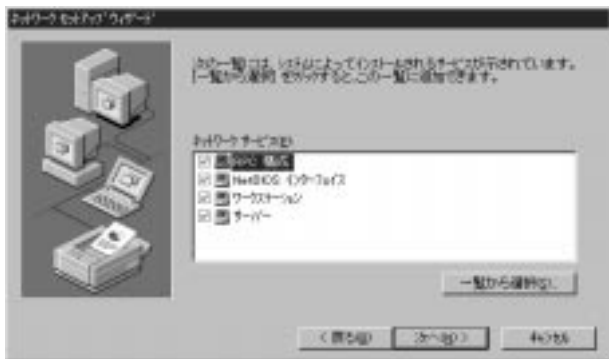 ネットワーク セットアップ ウィザード
次の一覧には、システムによってインストールされるサービスが示されています。
[一覧から選択] をクリックすると、この一覧に追加できます。
ネットワーク サービス(E)
RPC 構成
NetBIOS インターフェイス
ワークステーション
サーバー
一覧から選択(S)...
< 戻る(B)
次へ(N) >
キャンセル